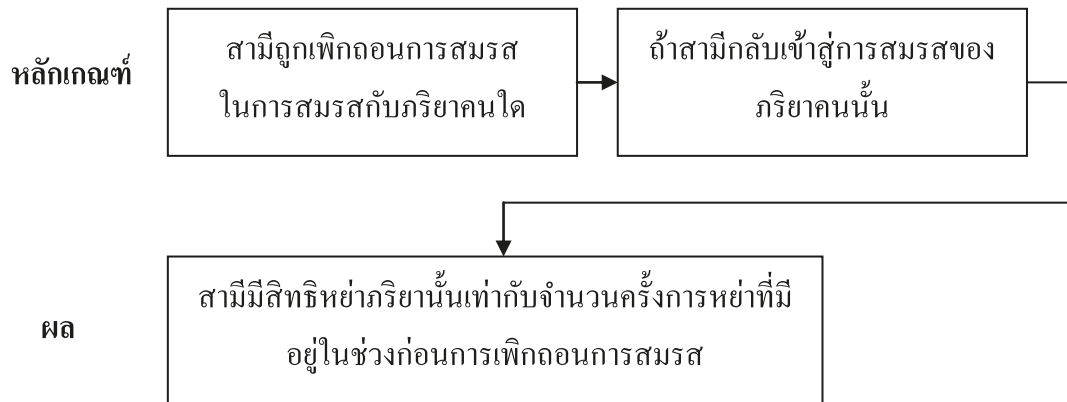 หลักเกณฑ์
สามีถูกเพิกถอนการสมรส
ในการสมรสกับภริยาคนใด
ถ้าสามีกลับเข้าสู่การสมรสของ
ภริยาคนนั้น
ผล
สามีมีสิทธิหย่าภริยานั้นเท่ากับจำนวนครั้งการหย่าที่มี
อยู่ในช่วงก่อนการเพิกถอนการสมรส